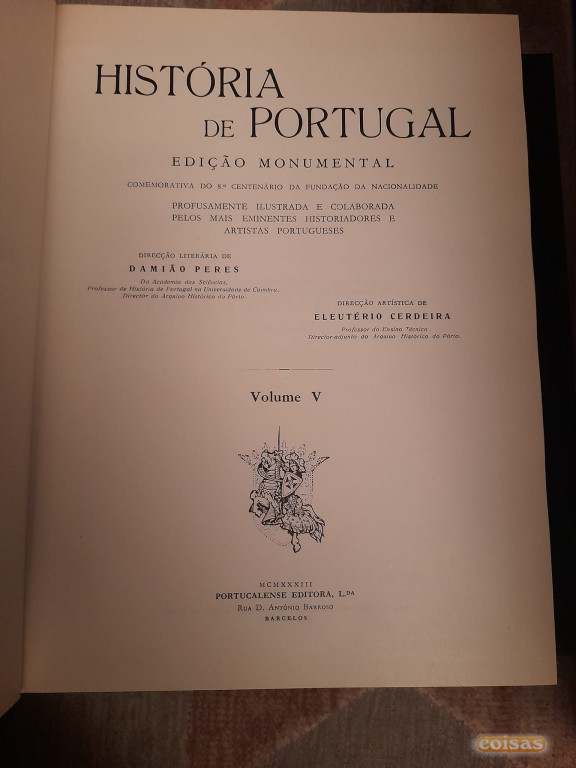 HISTÓRIA
DE PORTUGAL
EDIÇÃO MONUMENTAL
COMEMORATIVA DO 8.º CENTENÁRIO DA FUNDAÇÃO DA NACIONALIDADE
PROFUSAMENTE ILUSTRADA E COLABORADA
PELOS MAIS EMINENTES HISTORIADORES E
ARTISTAS PORTUGUESES
DIRECÇÃO LITERÁRIA DE
DAMIÃO PERES
Da Academia das Sciências,
Professor de História de Portugal na Universidade de Coimbra,
Director do Arquivo Histórico do Pôrto
DIRECÇÃO ARTÍSTICA DE
ELEUTÉRIO CERDEIRA
Professor do Ensino Técnico
Director-adjunto do Arquivo Histórico do Pôrto.
Volume V
MCMXXXIII
PORTUCALENSE EDITORA, L.DA
RUA D. ANTÓNIO BARROSO
BARCELOS
coisas